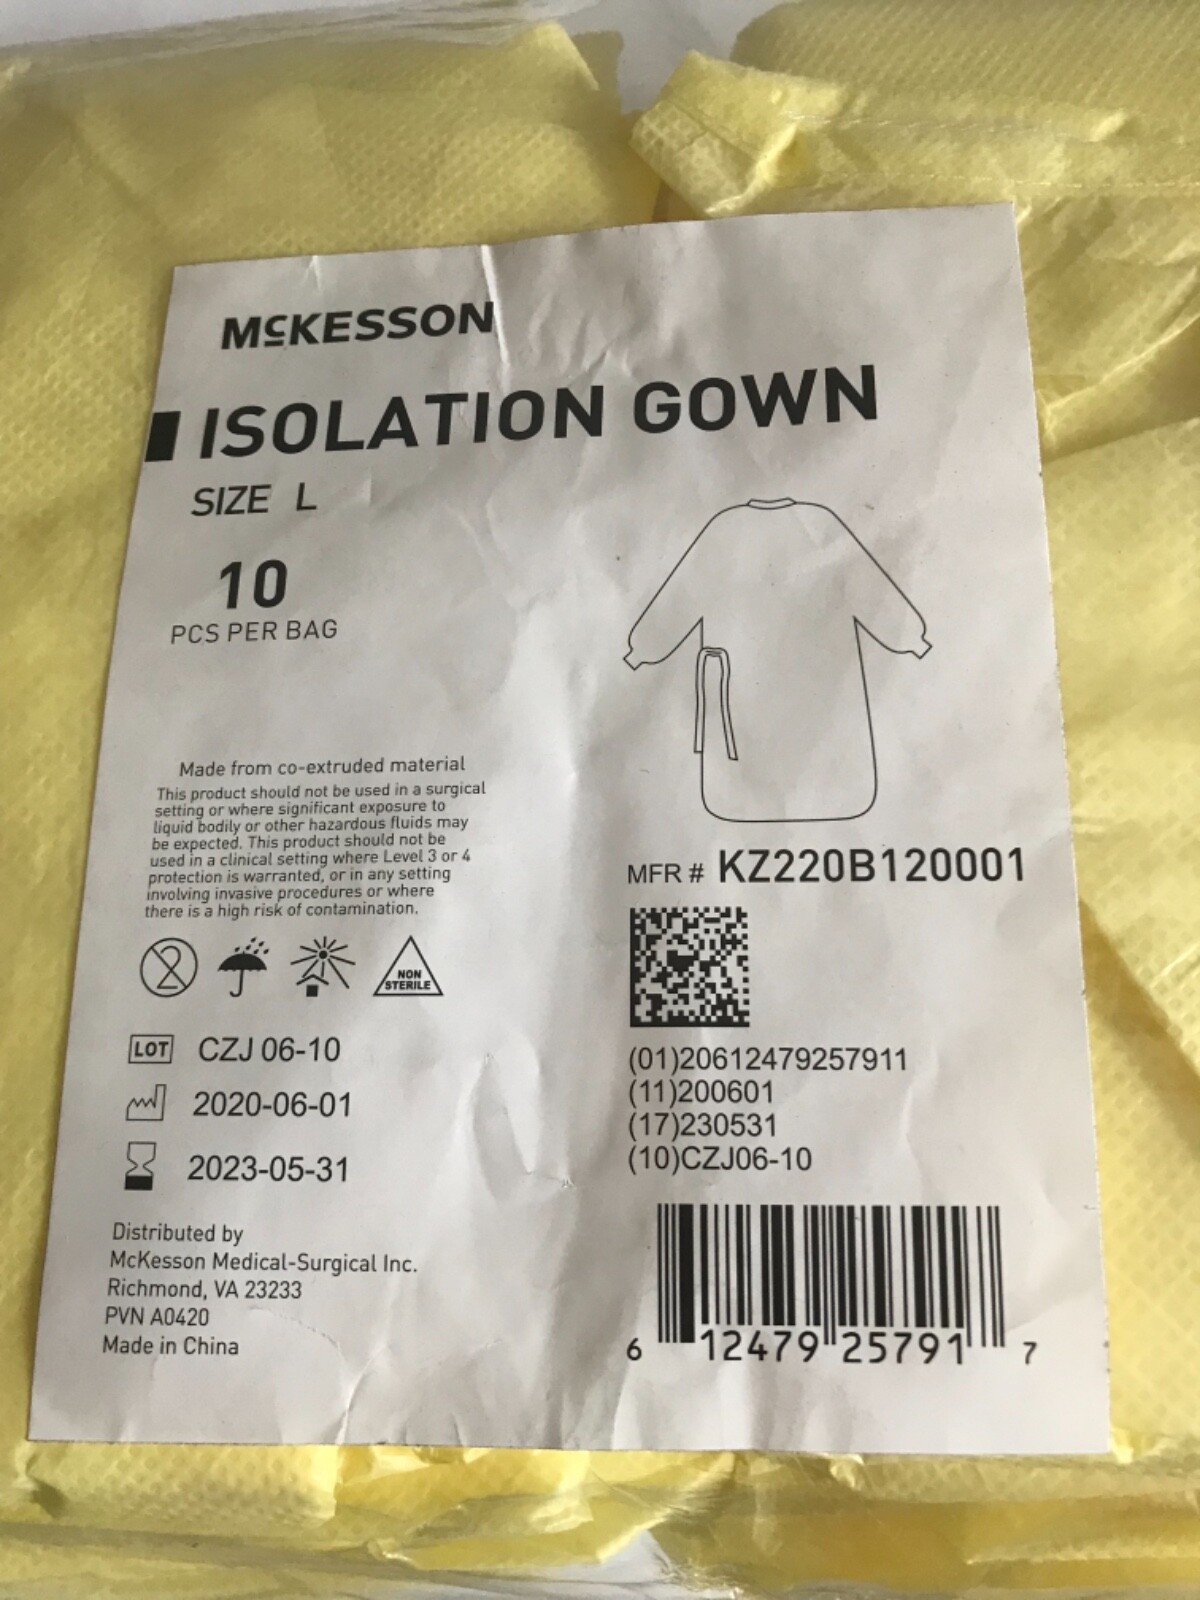 McKESSON
ISOLATION GOWN
SIZE L
10
PCS PER BAG
Made from co-extruded material
This product should not be used in a surgical
setting or where significant exposure to
liquid bodily or other hazardous fluids may
be expected. This product should not be
used in a clinical setting where Level 3 or 4
protection is warranted, or in any setting
involving invasive procedures or where
there is a high risk of contamination.
2
NON
STERILE
LOT CZJ 06-10
2020-06-01
2023-05-31
Distributed by
McKesson Medical-Surgical Inc.
Richmond, VA 23233
PVN A0420
Made in China
MFR # KZ220B120001
(01)20612479257911
(11)200601
(17)230531
(10)CZJ06-10
6 12479 25791 7